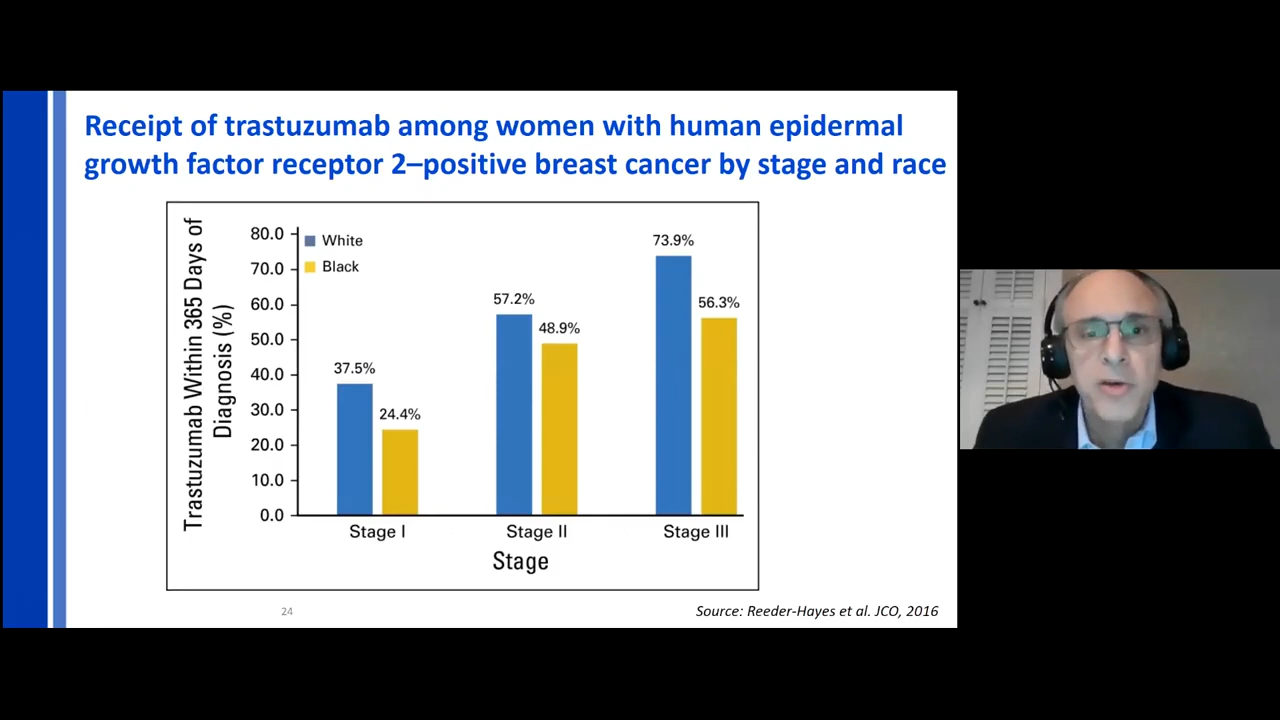 Receipt of trastuzumab among women with human epidermal
growth factor receptor 2–positive breast cancer by stage and race
Trastuzumab Within 365 Days of
Diagnosis (%)
80.0
70.0
60.0
50.0
40.0
30.0
20.0
10.0
0.0
White
Black
37.5%
24.4%
57.2%
48.9%
73.9%
56.3%
Stage I
Stage II
Stage III
Stage
24
Source: Reeder-Hayes et al. JCO, 2016